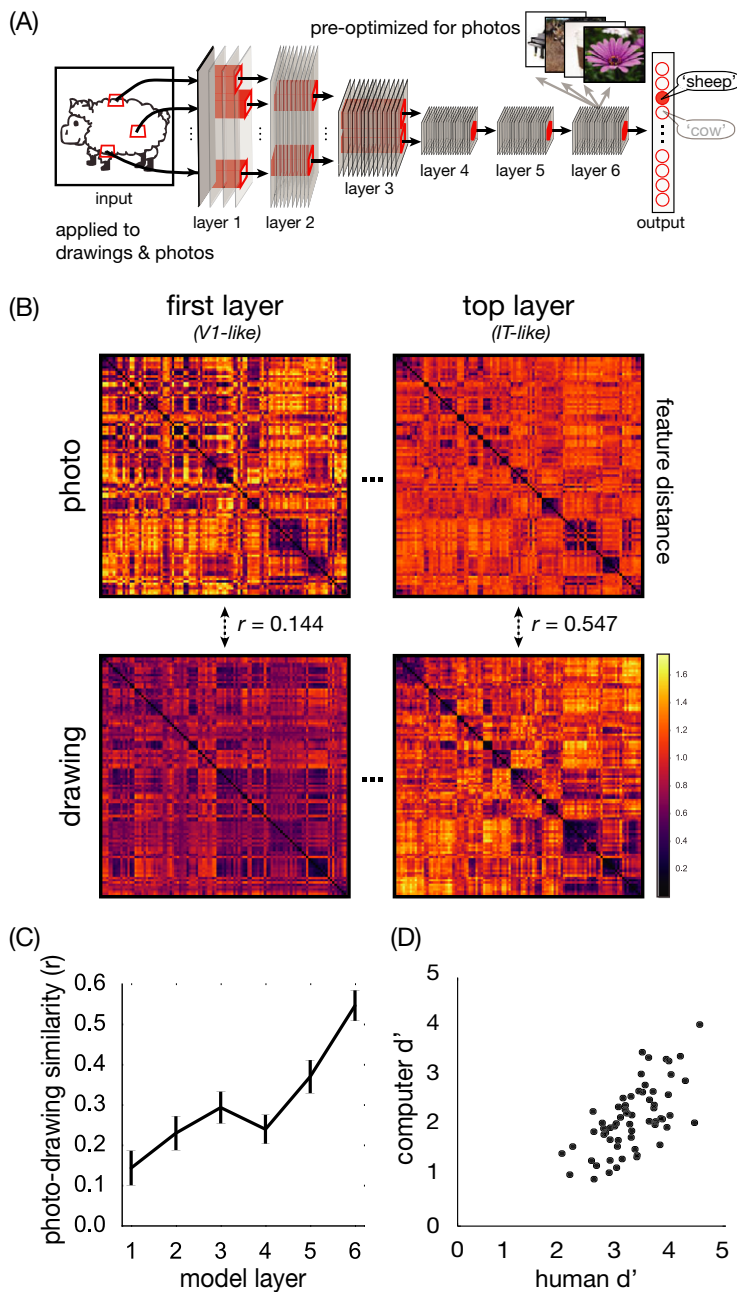 (A)
pre-optimized for photos
'sheep'
'cow'
input
layer 1
layer 2
layer 3
layer 4
layer 5
layer 6
output
applied to
drawings & photos
(B)
first layer
(V1-like)
top layer
(IT-like)
photo
feature distance
r = 0.144
r = 0.547
drawing
1.6
1.4
1.2
1.0
0.8
0.6
0.4
0.2
(C)
photo-drawing similarity (r)
0.6
0.5
0.4
0.3
0.2
0.1
0.0
1 2 3 4 5 6
model layer
(D)
computer d'
5
4
3
2
1
0
0 1 2 3 4 5
human d'